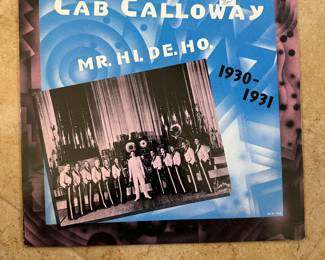 CAB CALLOWAY
MR. HI. DE. HO.
1930-
1931